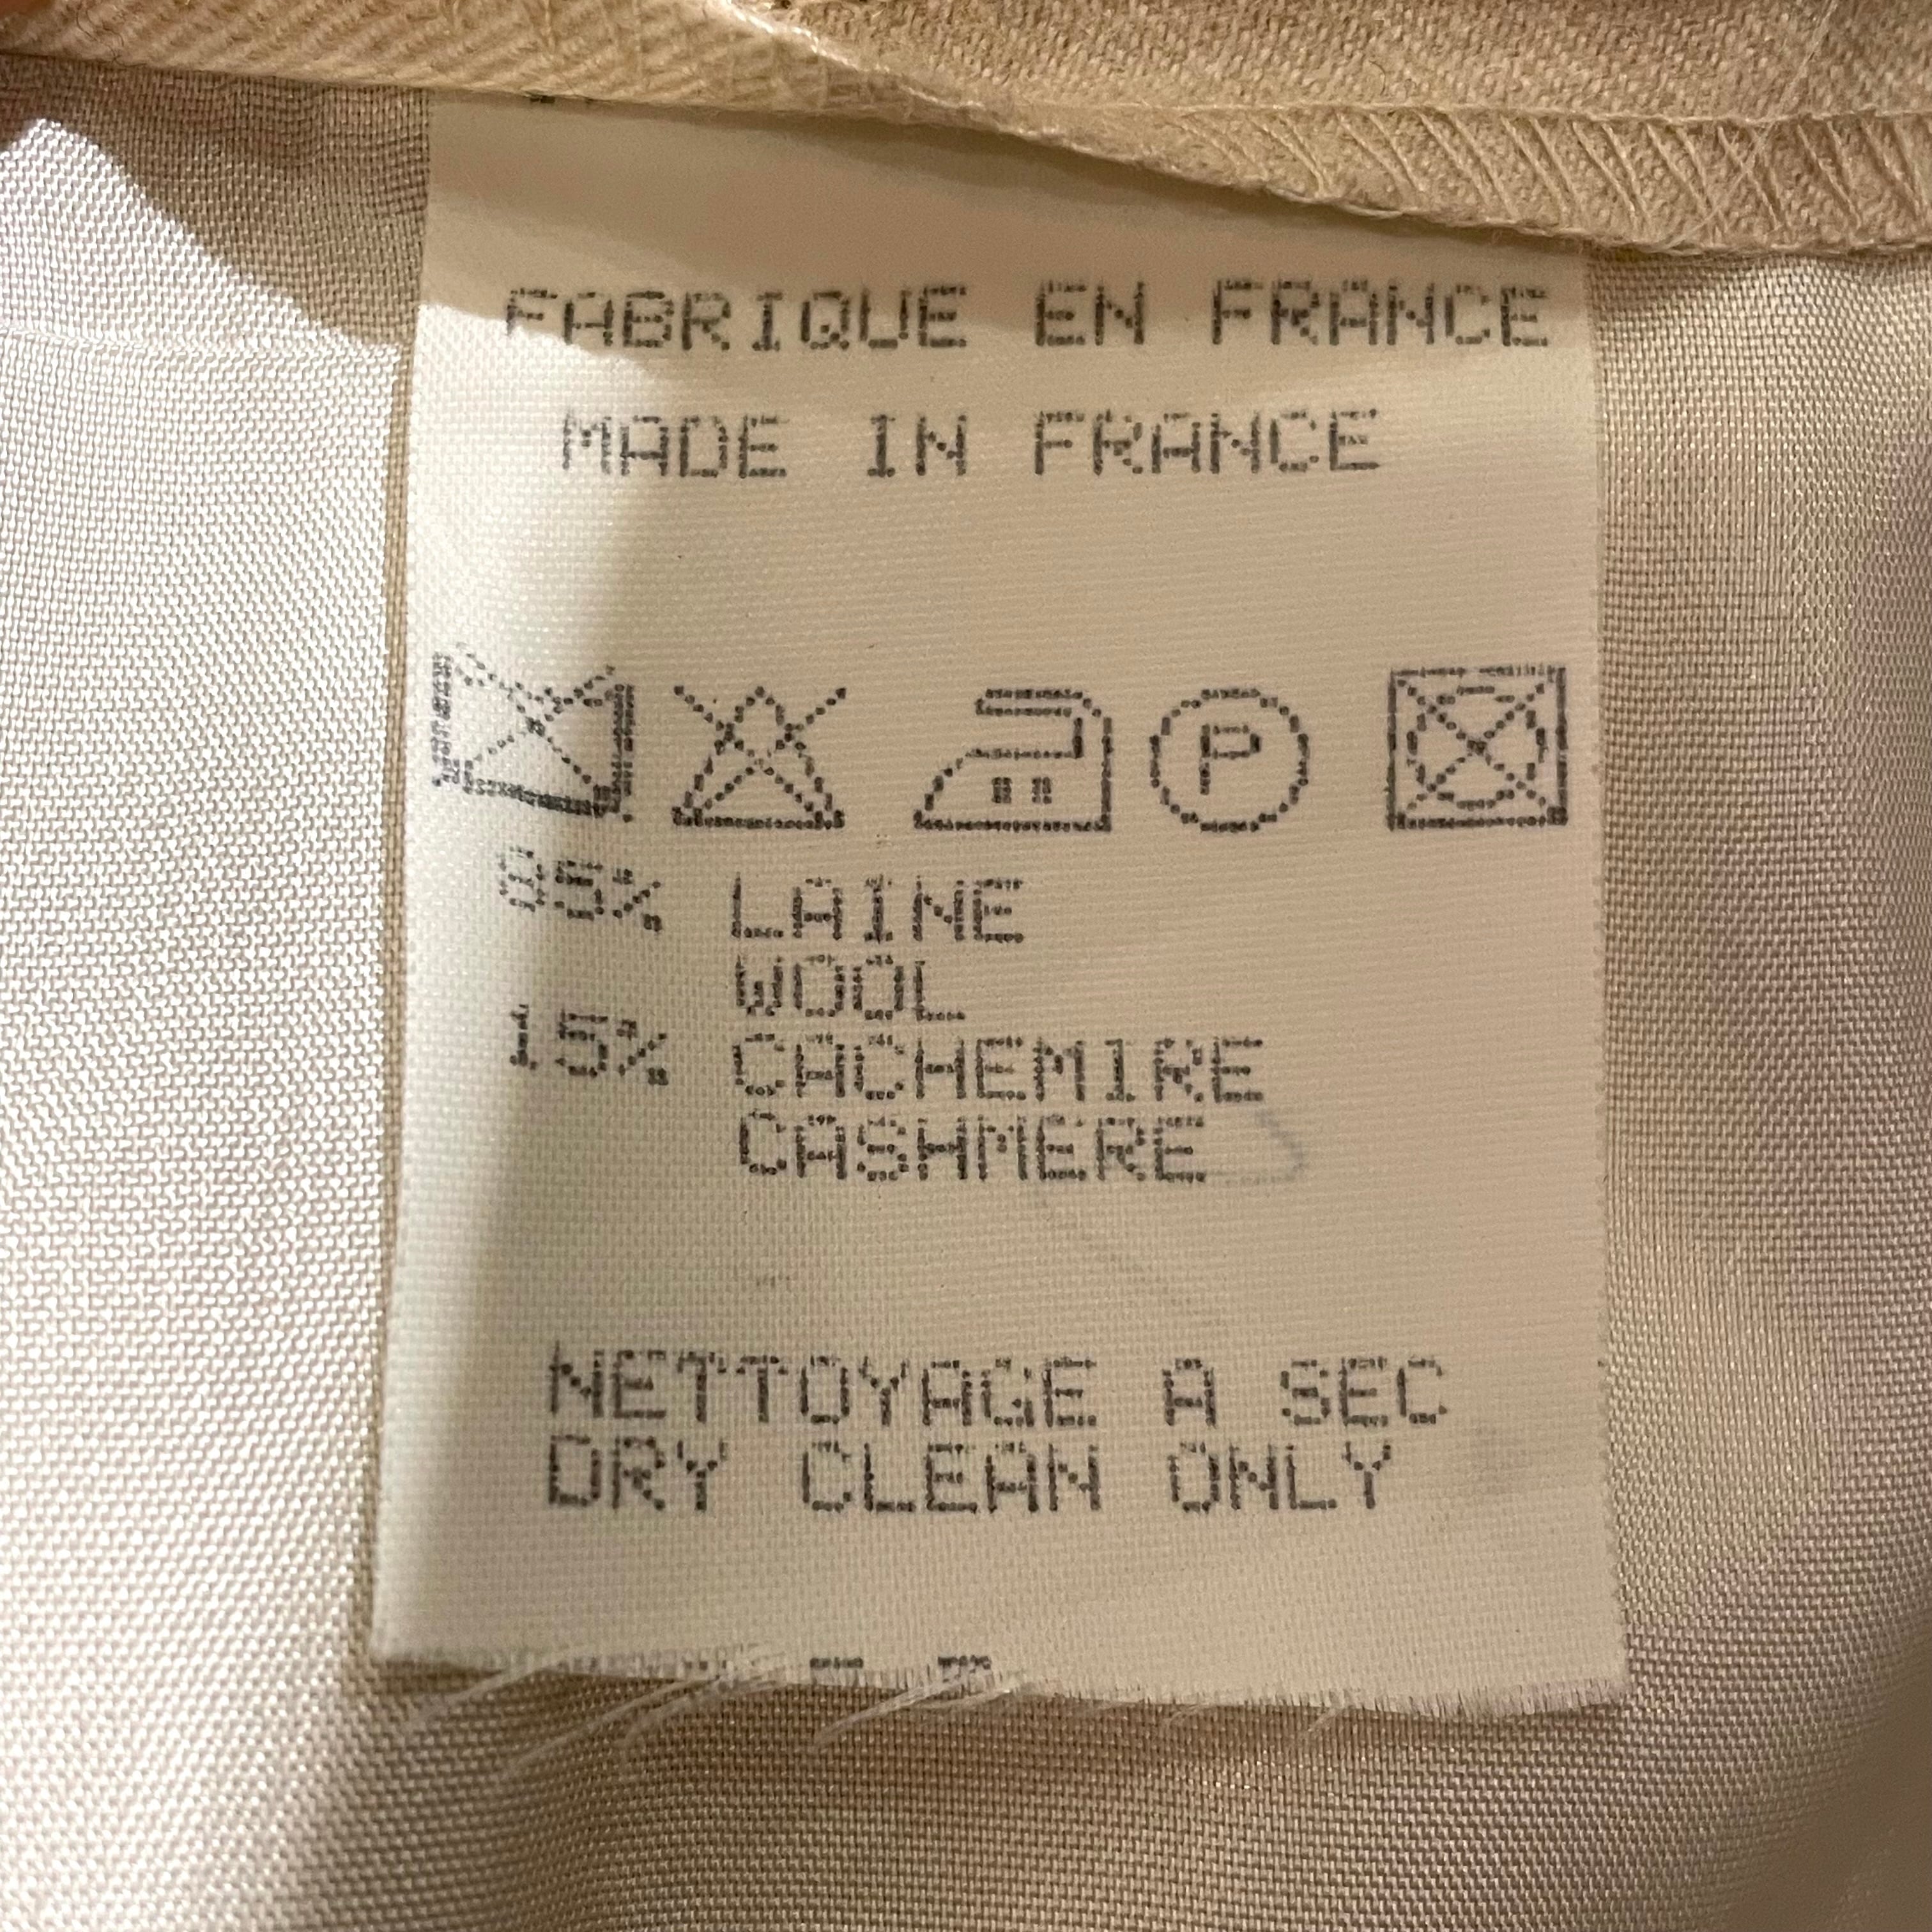 FABRIQUE EN FRANCE
MADE IN FRANCE
P
85% LAINE
WOOL
15% CACHEMIRE
CASHMERE
NETTOYAGE A SEC
DRY CLEAN ONLY